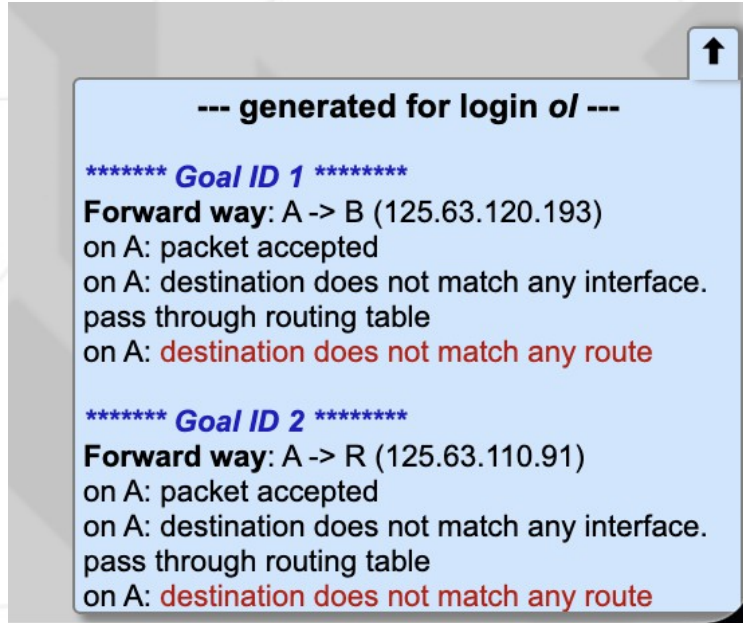 --- generated for login ol ---
******* Goal ID 1 ********
Forward way: A -> B (125.63.120.193)
on A: packet accepted
on A: destination does not match any interface.
pass through routing table
on A: destination does not match any route
******* Goal ID 2 ********
Forward way: A -> R (125.63.110.91)
on A: packet accepted
on A: destination does not match any interface.
pass through routing table
on A: destination does not match any route